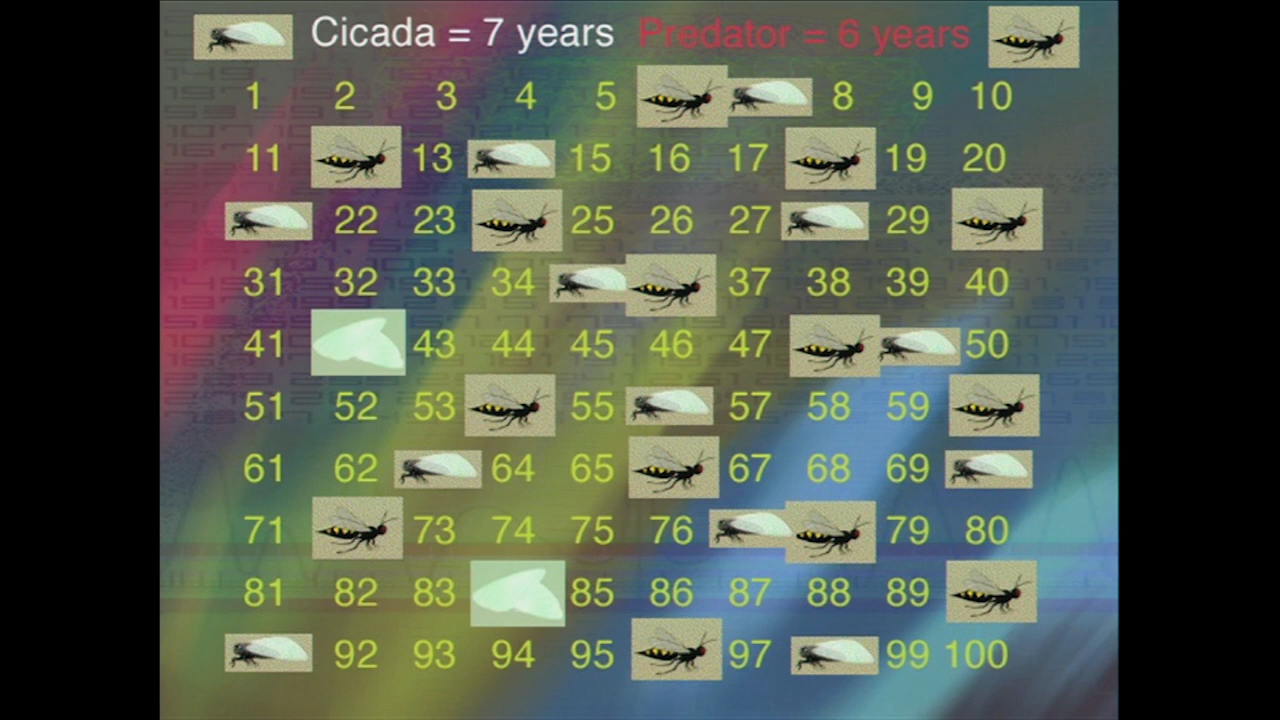 Cicada = 7 years Predator = 6 years
1 2 3 4 5 8 9 10
11 13 15 16 17 19 20
22 23 25 26 27 29
31 32 33 34 37 38 39 40
41 43 44 45 46 47 50
51 52 53 55 57 58 59
61 62 64 65 67 68 69
71 73 74 75 76 79 80
81 82 83 85 86 87 88 89
92 93 94 95 97 99 100